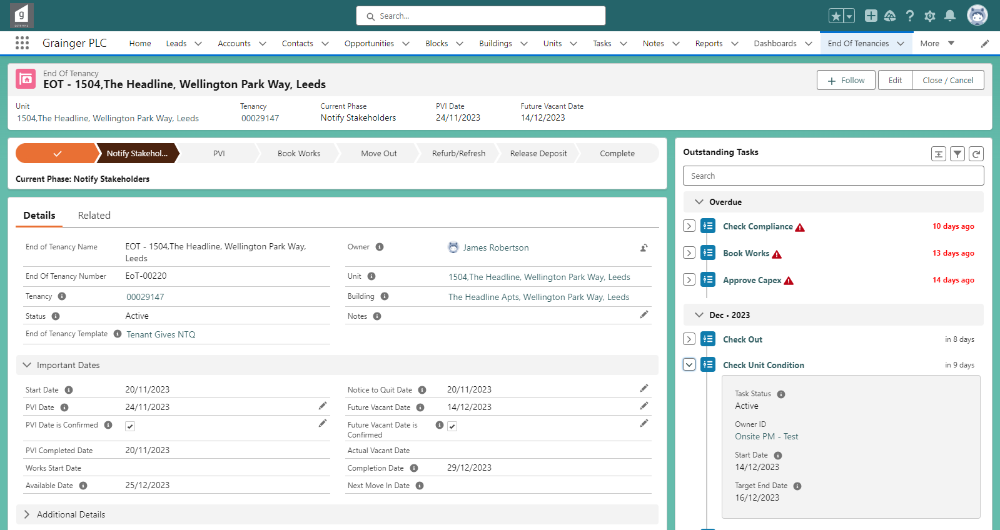 g
Search...
Grainger PLC
Home
Leads
Accounts
Contacts
Opportunities
Blocks
Buildings
Units
Tasks
Notes
Reports
Dashboards
End Of Tenancies
More
End Of Tenancy
EOT - 1504,The Headline, Wellington Park Way, Leeds
Follow
Edit
Close / Cancel
Unit
1504,The Headline, Wellington Park Way, Leeds
Tenancy
00029147
Current Phase
Notify Stakeholders
PVI Date
24/11/2023
Future Vacant Date
14/12/2023
Notify Stakehol...
PVI
Book Works
Move Out
Refurb/Refresh
Release Deposit
Complete
Current Phase: Notify Stakeholders
Details
Related
End of Tenancy Name
EOT - 1504,The Headline, Wellington Park Way,
Leeds
Owner
James Robertson
End Of Tenancy Number
EoT-00220
Unit
1504,The Headline, Wellington Park Way, Leeds
Tenancy
00029147
Building
The Headline Apts, Wellington Park Way, Leeds
Status
Active
Notes
End of Tenancy Template
Tenant Gives NTQ
Important Dates
Start Date
20/11/2023
Notice to Quit Date
20/11/2023
PVI Date
24/11/2023
Future Vacant Date
14/12/2023
PVI Date is Confirmed
Future Vacant Date is
Confirmed
PVI Completed Date
20/11/2023
Actual Vacant Date
Works Start Date
Completion Date
29/12/2023
Available Date
25/12/2023
Next Move In Date
Additional Details
Outstanding Tasks
Search
Overdue
Check Compliance
10 days ago
Book Works
13 days ago
Approve Capex
14 days ago
Dec • 2023
Check Out
in 8 days
Check Unit Condition
in 9 days
Task Status
Active
Owner ID
Onsite PM - Test
Start Date
14/12/2023
Target End Date
16/12/2023